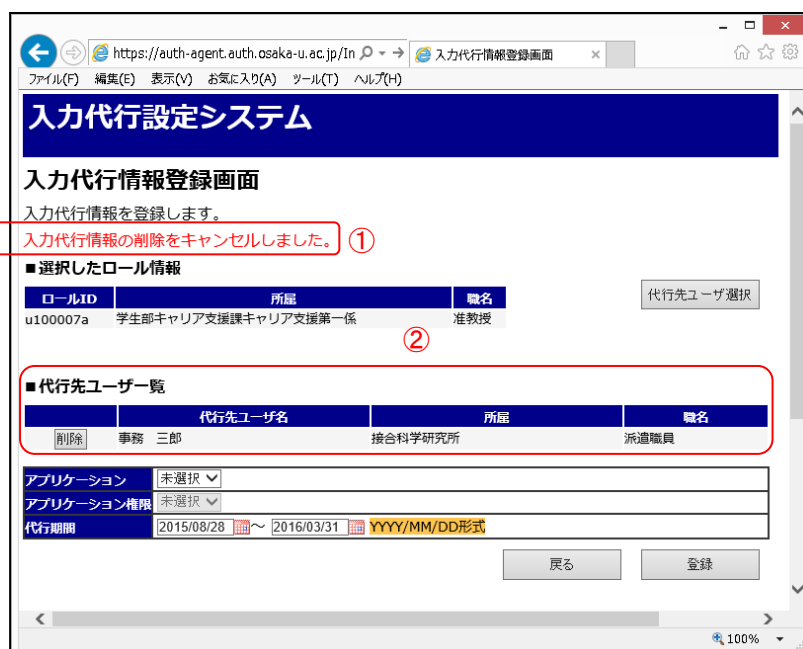 https://auth-agent.auth.osaka-u.ac.jp/In
入力代行情報登録画面
ファイル(F) 編集(E) 表示(V) お気に入り(A) ツール(T) ヘルプ(H)
入力代行設定システム
入力代行情報登録画面
入力代行情報を登録します。
入力代行情報の削除をキャンセルしました。 ①
■選択したロール情報
代行先ユーザ選択
ロールID 所属 職名
u100007a 学生部キャリア支援課キャリア支援第一係 准教授
②
■代行先ユーザ一覧
代行先ユーザ名 所属 職名
削除 事務 三郎 接合科学研究所 派遣職員
アプリケーション 未選択
アプリケーション権限 未選択
代行期間 2015/08/28 ～ 2016/03/31 YYYY/MM/DD形式
戻る 登録
100%